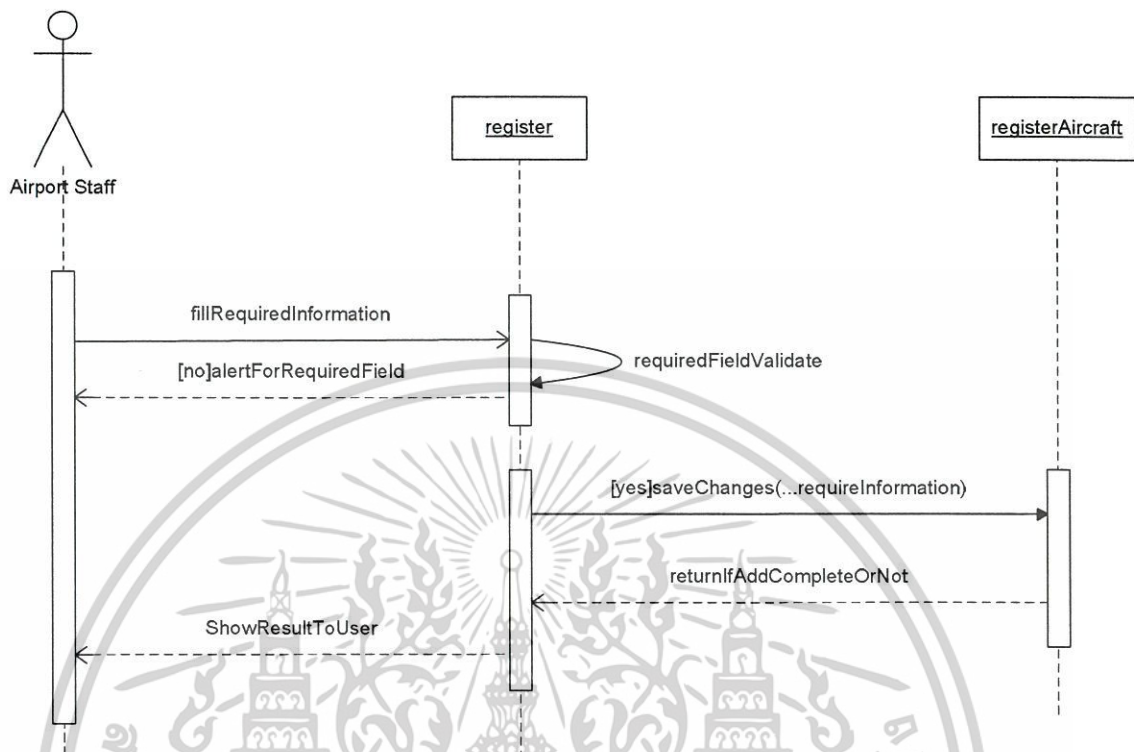 register
registerAircraft
Airport Staff
fillRequiredInformation
requiredFieldValidate
[no]alertForRequiredField
[yes]saveChanges(...requireInformation)
returnIfAddCompleteOrNot
ShowResultToUser